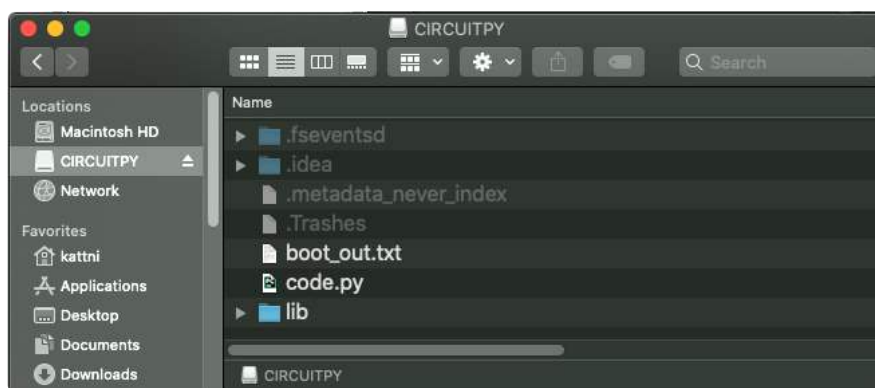 CIRCUITPY
Search
Locations
Macintosh HD
CIRCUITPY
Network
Favorites
kattni
Applications
Desktop
Documents
Downloads
Name
.fseventsd
.idea
.metadata_never_index
.Trashes
boot_out.txt
code.py
lib
CIRCUITPY